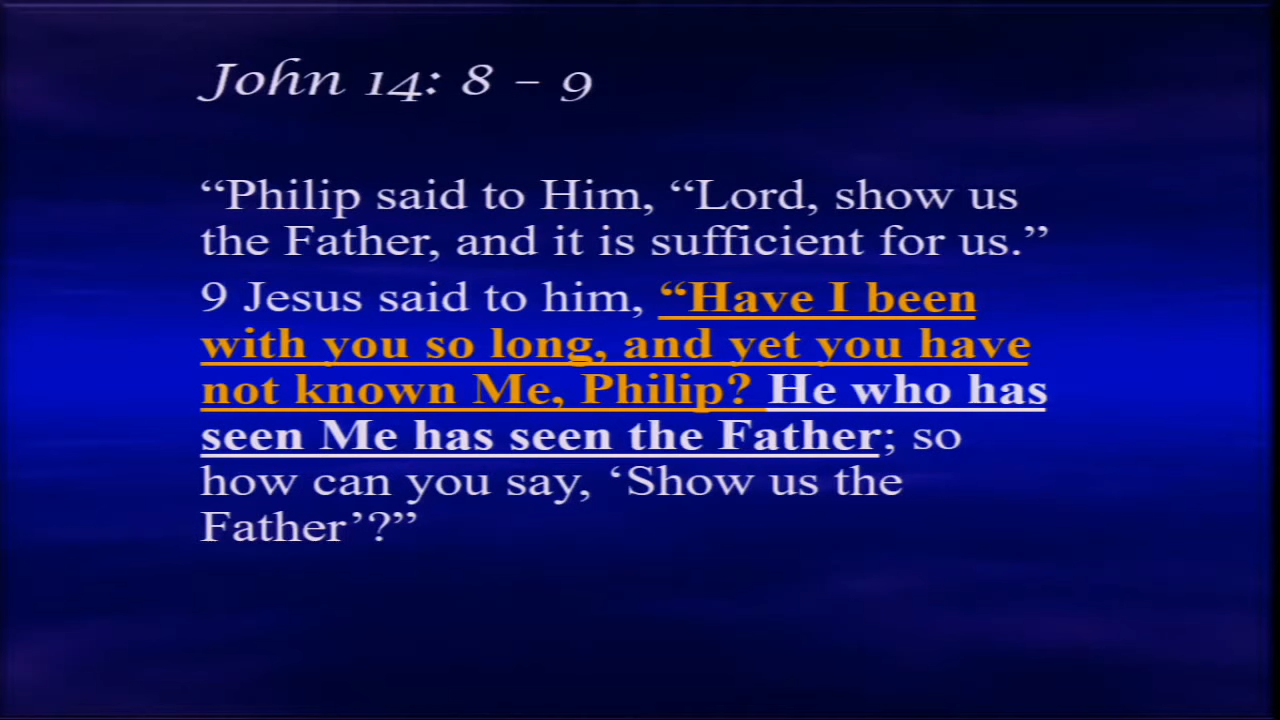 John 14: 8 – 9
“Philip said to Him, “Lord, show us
the Father, and it is sufficient for us.”
9 Jesus said to him, “Have I been
with you so long, and yet you have
not known Me, Philip? He who has
seen Me has seen the Father; so
how can you say, ‘Show us the
Father’?”